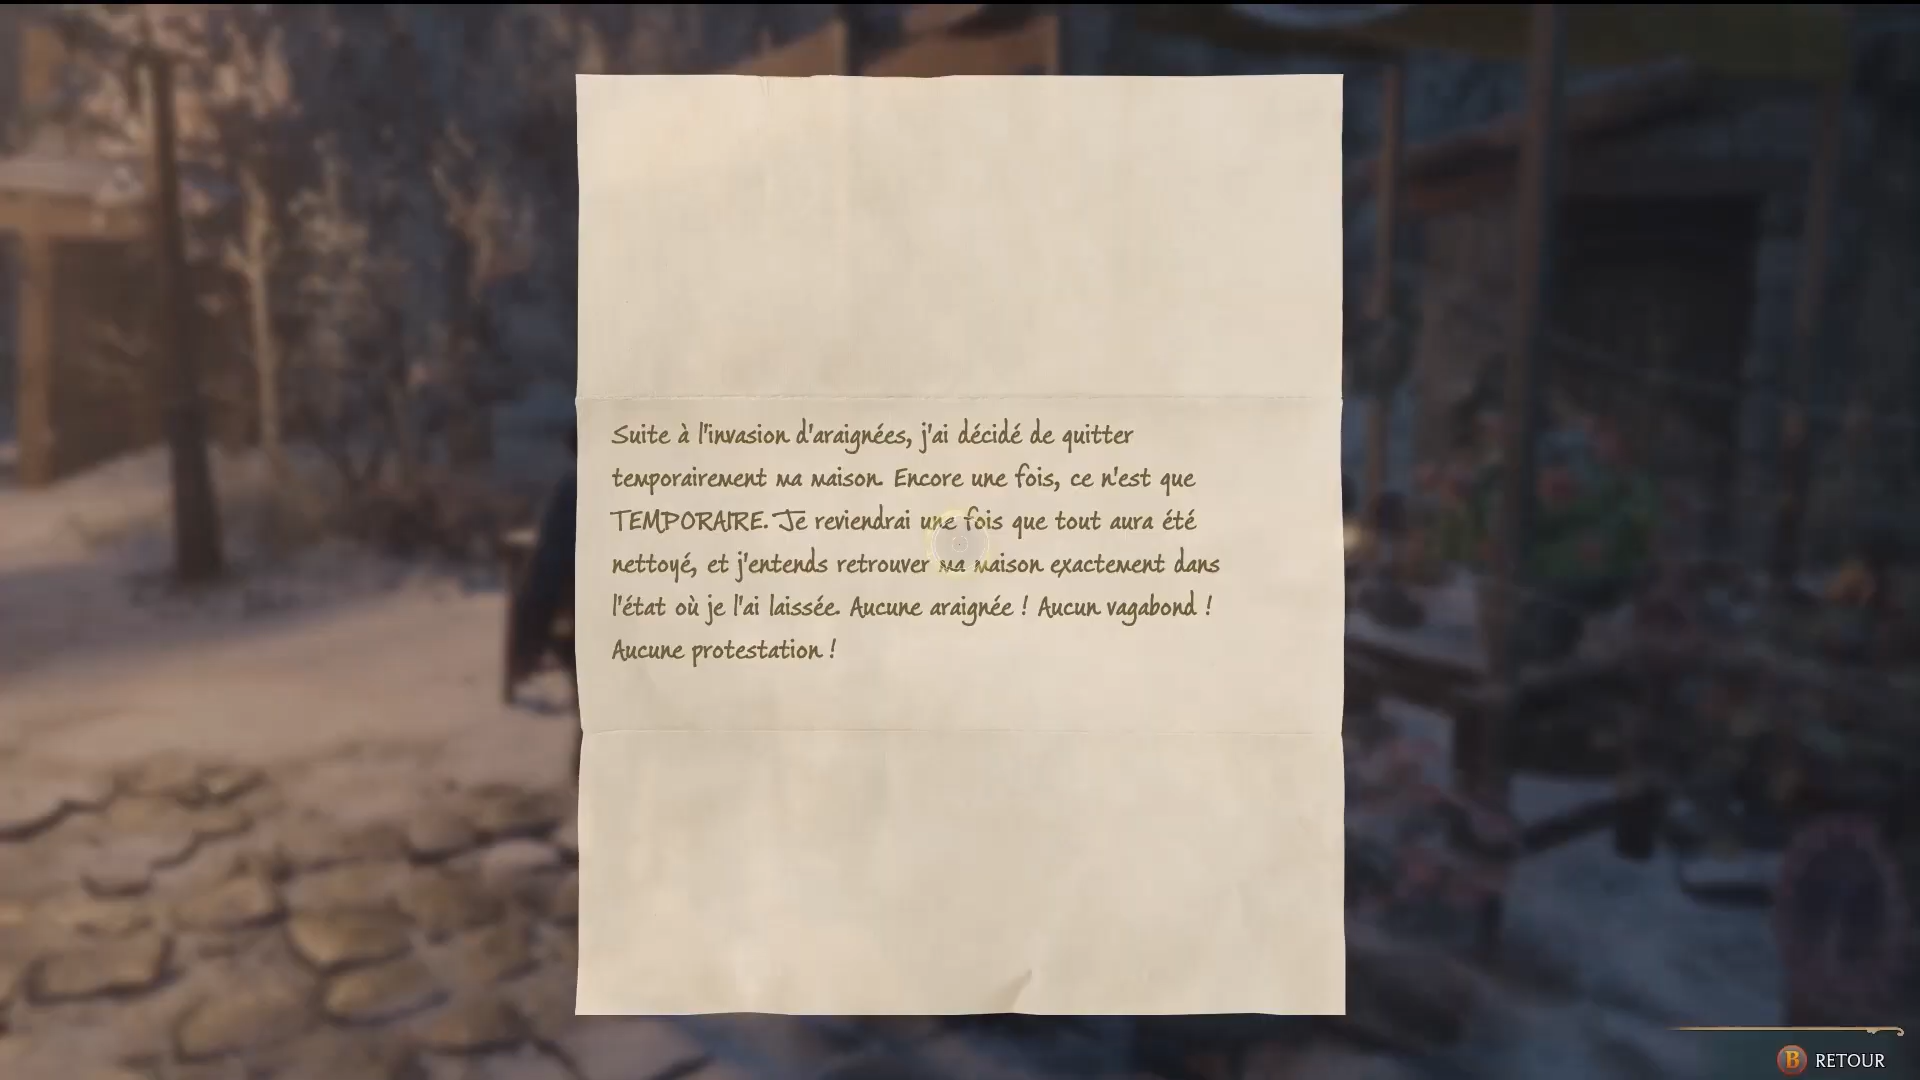 Suite à l'invasion d'araignées, j'ai décidé de quitter
temporairement ma maison. Encore une fois, ce n'est que
TEMPORAIRE. Je reviendrai une fois que tout aura été
nettoyé, et j'entends retrouver ma maison exactement dans
l'état où je l'ai laissée. Aucune araignée ! Aucun vagabond !
Aucune protestation !
B RETOUR